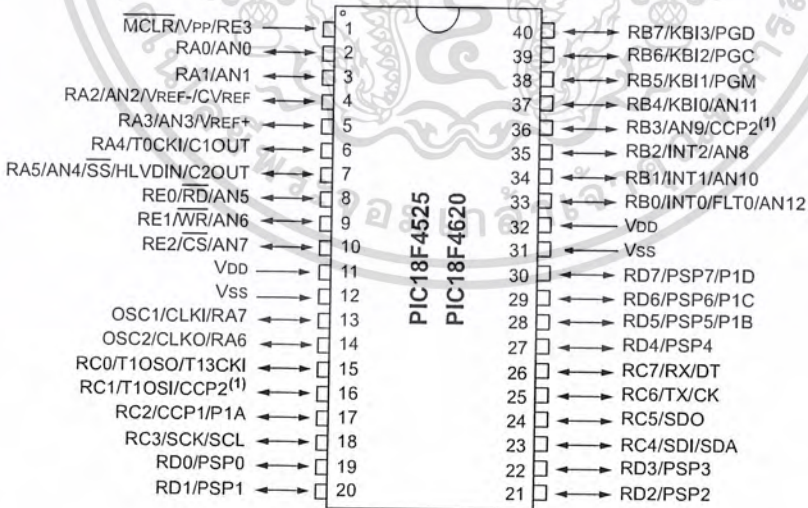 MCLR/VPP/RE3 1
RA0/AN0 2
RA1/AN1 3
RA2/AN2/VREF-/CVREF 4
RA3/AN3/VREF+ 5
RA4/T0CKI/C1OUT 6
RA5/AN4/SS/HLVDIN/C2OUT 7
RE0/RD/AN5 8
RE1/WR/AN6 9
RE2/CS/AN7 10
VDD 11
VSS 12
OSC1/CLKI/RA7 13
OSC2/CLKO/RA6 14
RC0/T1OSO/T13CKI 15
RC1/T1OSI/CCP2(1) 16
RC2/CCP1/P1A 17
RC3/SCK/SCL 18
RD0/PSP0 19
RD1/PSP1 20
PIC18F4525
PIC18F4620
40 RB7/KBI3/PGD
39 RB6/KBI2/PGC
38 RB5/KBI1/PGM
37 RB4/KBI0/AN11
36 RB3/AN9/CCP2(1)
35 RB2/INT2/AN8
34 RB1/INT1/AN10
33 RB0/INT0/FLT0/AN12
32 VDD
31 VSS
30 RD7/PSP7/P1D
29 RD6/PSP6/P1C
28 RD5/PSP5/P1B
27 RD4/PSP4
26 RC7/RX/DT
25 RC6/TX/CK
24 RC5/SDO
23 RC4/SDI/SDA
22 RD3/PSP3
21 RD2/PSP2